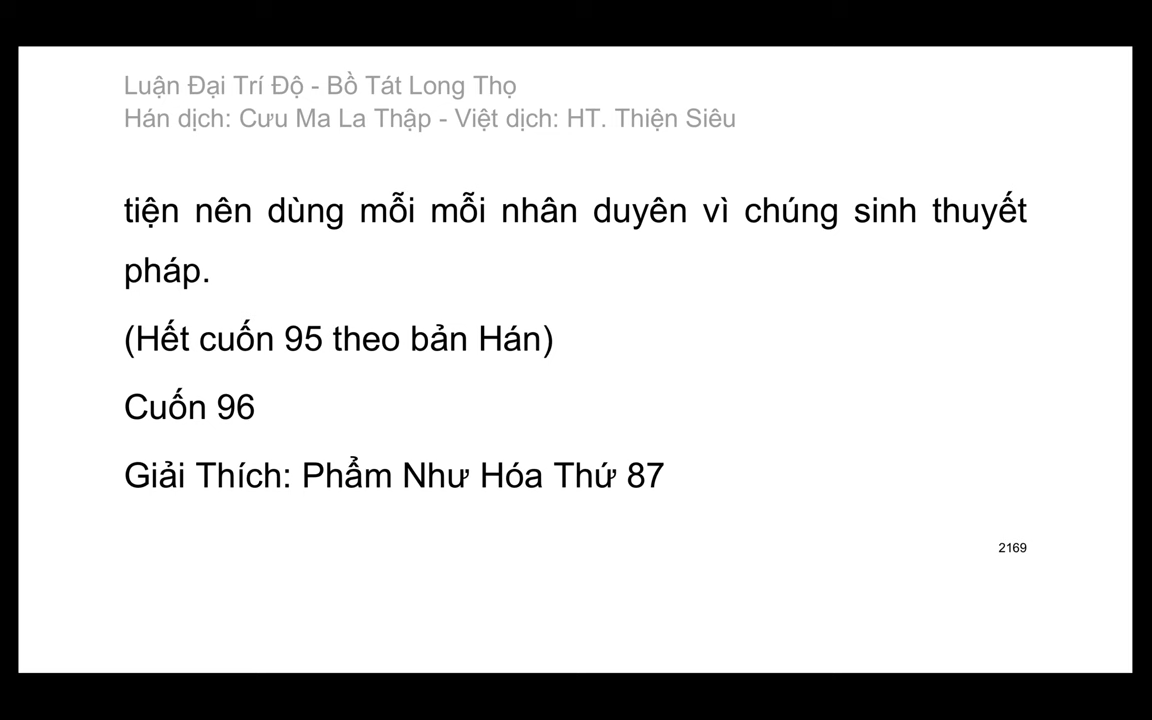 Luận Đại Trí Độ - Bồ Tát Long Thọ
Hán dịch: Cưu Ma La Thập - Việt dịch: HT. Thiện Siêu
tiện nên dùng mỗi mỗi nhân duyên vì chúng sinh thuyết
pháp.
(Hết cuốn 95 theo bản Hán)
Cuốn 96
Giải Thích: Phẩm Như Hóa Thứ 87
2169